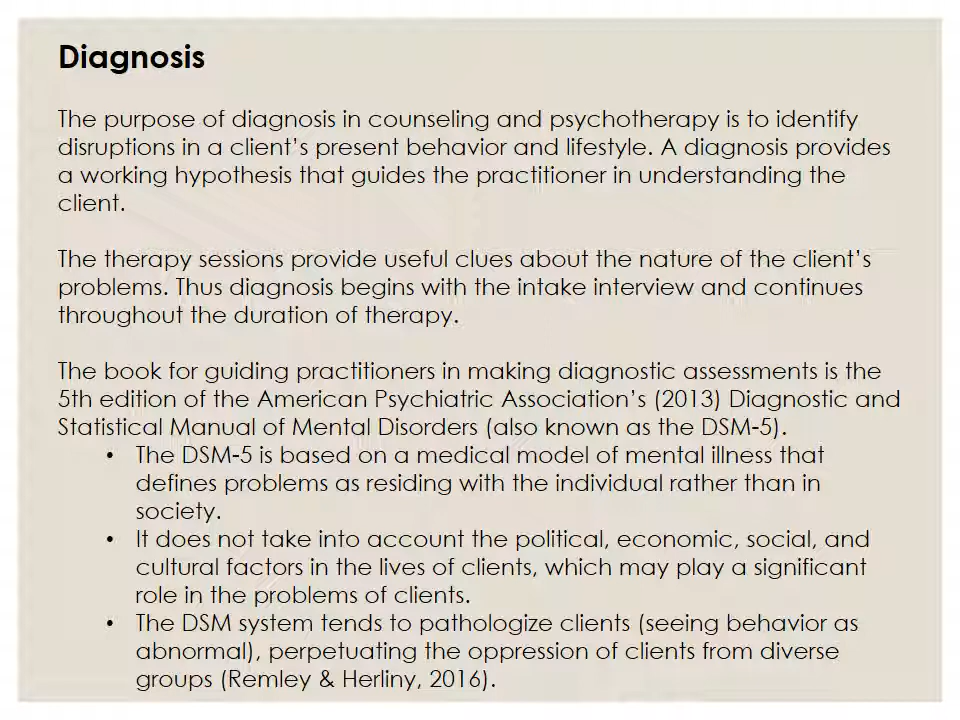 Diagnosis
The purpose of diagnosis in counseling and psychotherapy is to identify
disruptions in a client's present behavior and lifestyle. A diagnosis provides
a working hypothesis that guides the practitioner in understanding the
client.
The therapy sessions provide useful clues about the nature of the client's
problems. Thus diagnosis begins with the intake interview and continues
throughout the duration of therapy.
The book for guiding practitioners in making diagnostic assessments is the
5th edition of the American Psychiatric Association's (2013) Diagnostic and
Statistical Manual of Mental Disorders (also known as the DSM-5).
• The DSM-5 is based on a medical model of mental illness that
defines problems as residing with the individual rather than in
society.
• It does not take into account the political, economic, social, and
cultural factors in the lives of clients, which may play a significant
role in the problems of clients.
• The DSM system tends to pathologize clients (seeing behavior as
abnormal), perpetuating the oppression of clients from diverse
groups (Remley & Herliny, 2016).